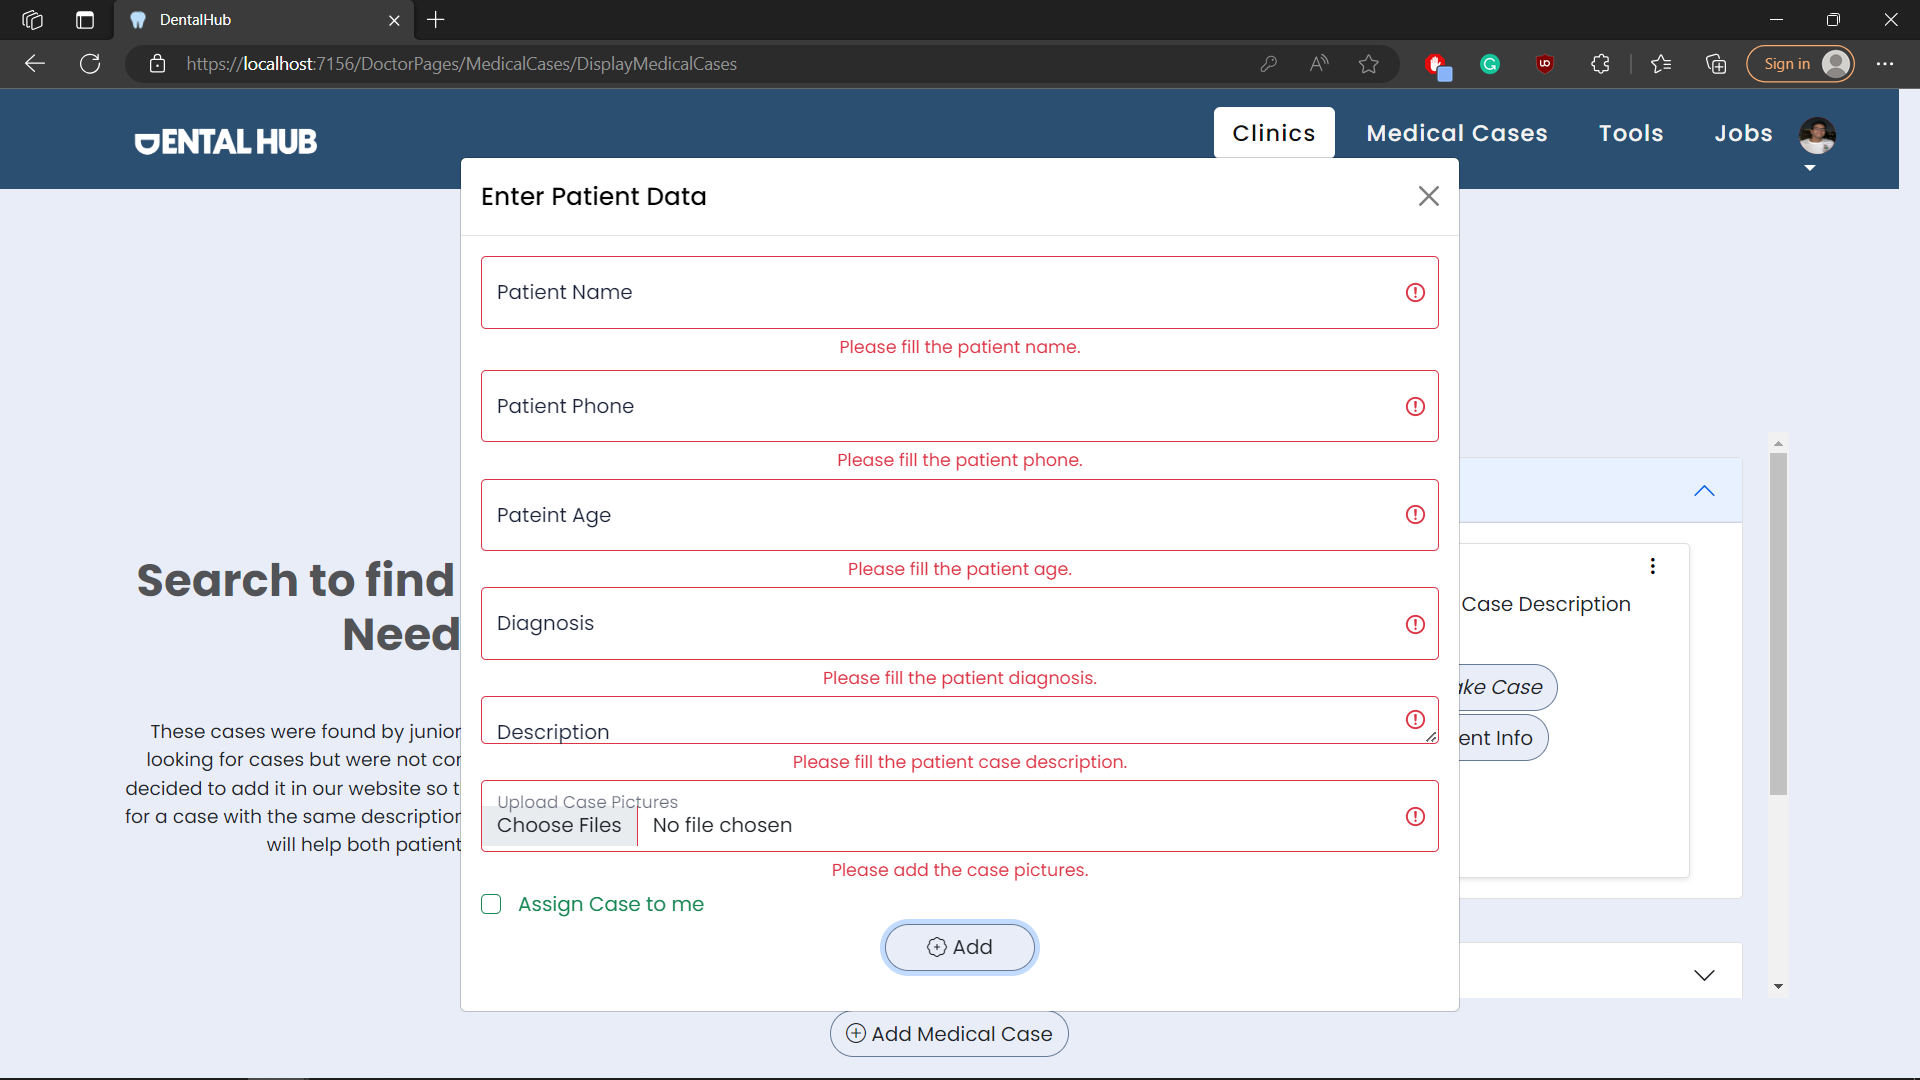 DentalHub
https://localhost:7156/DoctorPages/MedicalCases/DisplayMedicalCases
Sign in
DENTAL HUB
Clinics
Medical Cases
Tools
Jobs
Enter Patient Data
Patient Name
Please fill the patient name.
Patient Phone
Please fill the patient phone.
Pateint Age
Please fill the patient age.
Diagnosis
Please fill the patient diagnosis.
Description
Please fill the patient case description.
Upload Case Pictures
Choose Files No file chosen
Please add the case pictures.
Assign Case to me
Add
Search to find
Need
These cases were found by junior
looking for cases but were not
decided to add it in our website so
for a case with the same description
will help both patient
Case Description
Case
Info
Add Medical Case